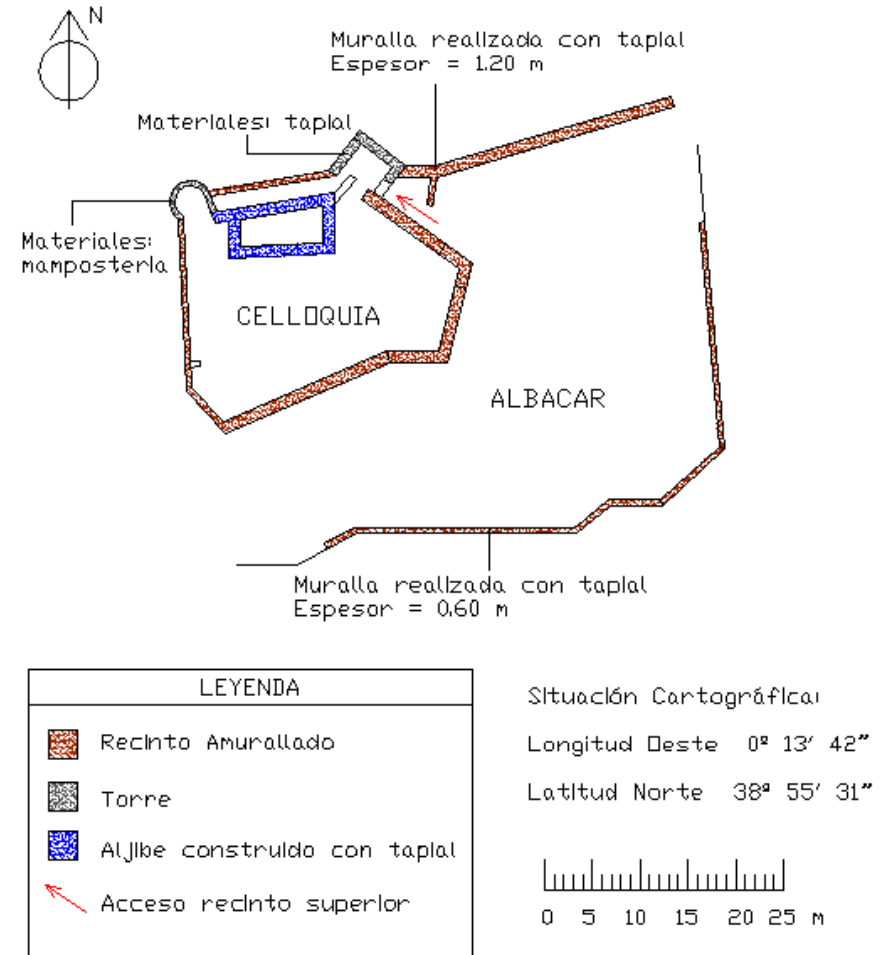 N
Muralla realizada con tapial
Espesor = 1.20 m
Materiales: tapial
Materiales:
mampostería
CELLOQUIA
ALBACAR
Muralla realizada con tapial
Espesor = 0.60 m
LEYENDA
Recinto Amurallado
Torre
Aljibe construido con tapial
Acceso recinto superior
Situación Cartográfica:
Longitud Oeste 0º 13' 42"
Latitud Norte 38º 55' 31"
0 5 10 15 20 25 m